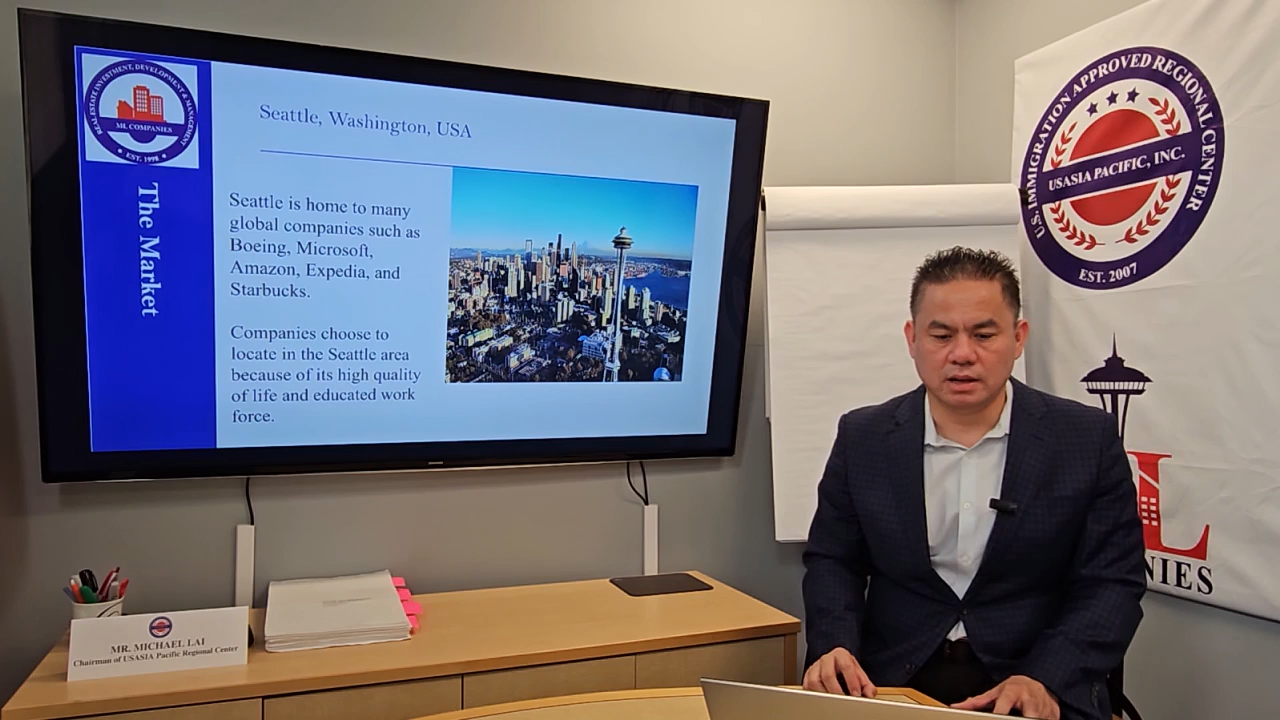 REAL ESTATE INVESTMENT, DEVELOPMENT & MANAGEMENT
ML COMPANIES
EST. 1998
The Market
Seattle, Washington, USA
Seattle is home to many
global companies such as
Boeing, Microsoft,
Amazon, Expedia, and
Starbucks.
Companies choose to
locate in the Seattle area
because of its high quality
of life and educated work
force.
U.S. IMMIGRATION APPROVED REGIONAL CENTER
USASIA PACIFIC, INC.
EST. 2007
L
NIES
MR. MICHAEL LAI
Chairman of USASIA Pacific Regional Center